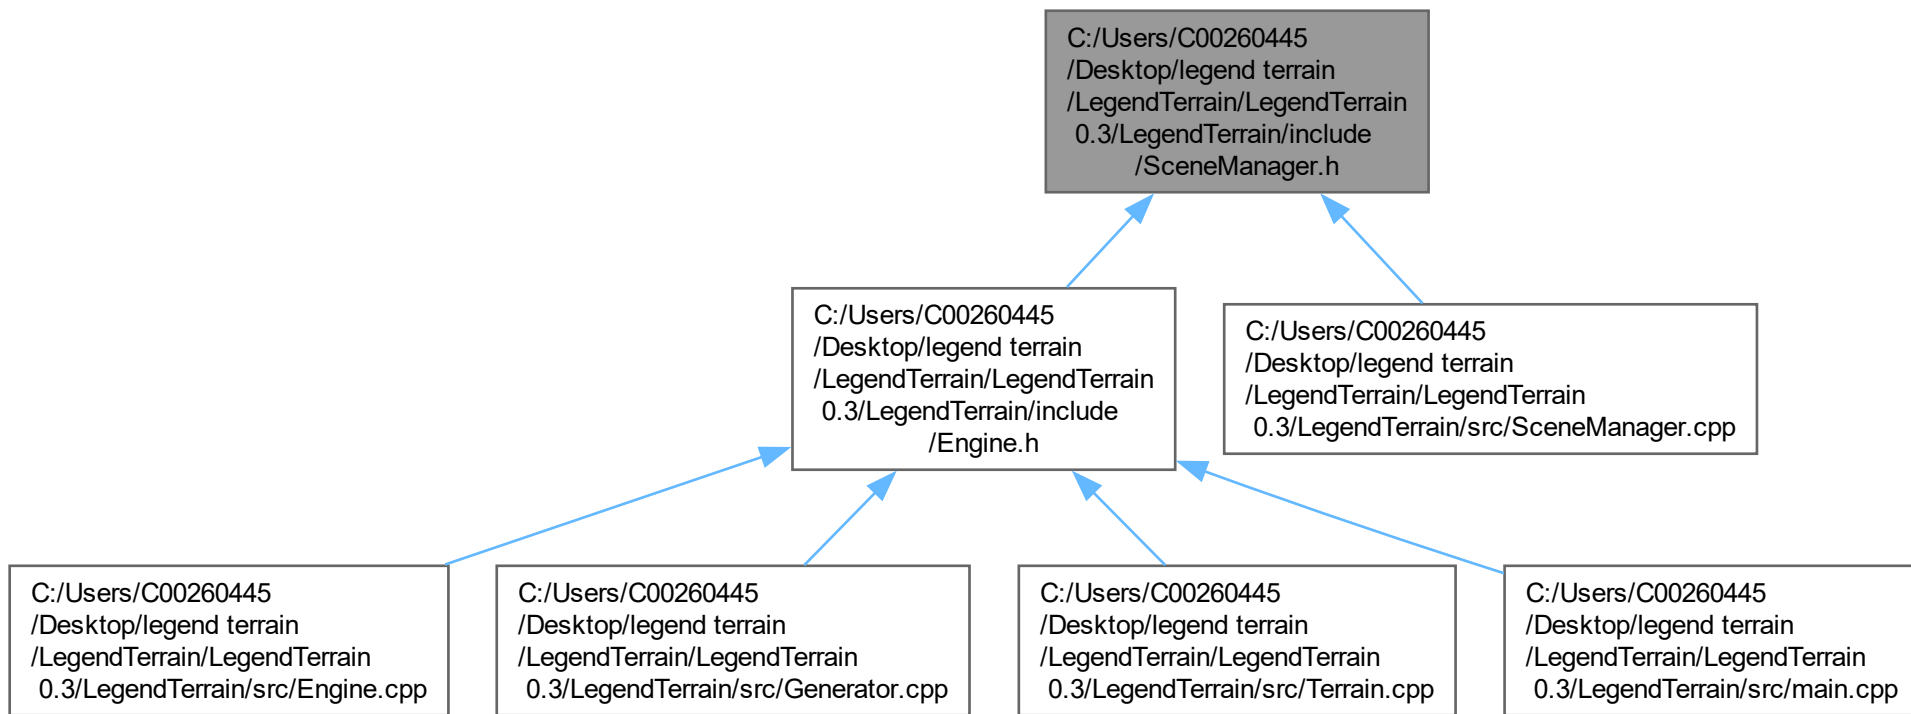 C:/Users/C00260445
/Desktop/legend terrain
/LegendTerrain/LegendTerrain
0.3/LegendTerrain/include
/SceneManager.h
C:/Users/C00260445
/Desktop/legend terrain
/LegendTerrain/LegendTerrain
0.3/LegendTerrain/include
/Engine.h
C:/Users/C00260445
/Desktop/legend terrain
/LegendTerrain/LegendTerrain
0.3/LegendTerrain/src/SceneManager.cpp
C:/Users/C00260445
/Desktop/legend terrain
/LegendTerrain/LegendTerrain
0.3/LegendTerrain/src/Engine.cpp
C:/Users/C00260445
/Desktop/legend terrain
/LegendTerrain/LegendTerrain
0.3/LegendTerrain/src/Generator.cpp
C:/Users/C00260445
/Desktop/legend terrain
/LegendTerrain/LegendTerrain
0.3/LegendTerrain/src/Terrain.cpp
C:/Users/C00260445
/Desktop/legend terrain
/LegendTerrain/LegendTerrain
0.3/LegendTerrain/src/main.cpp